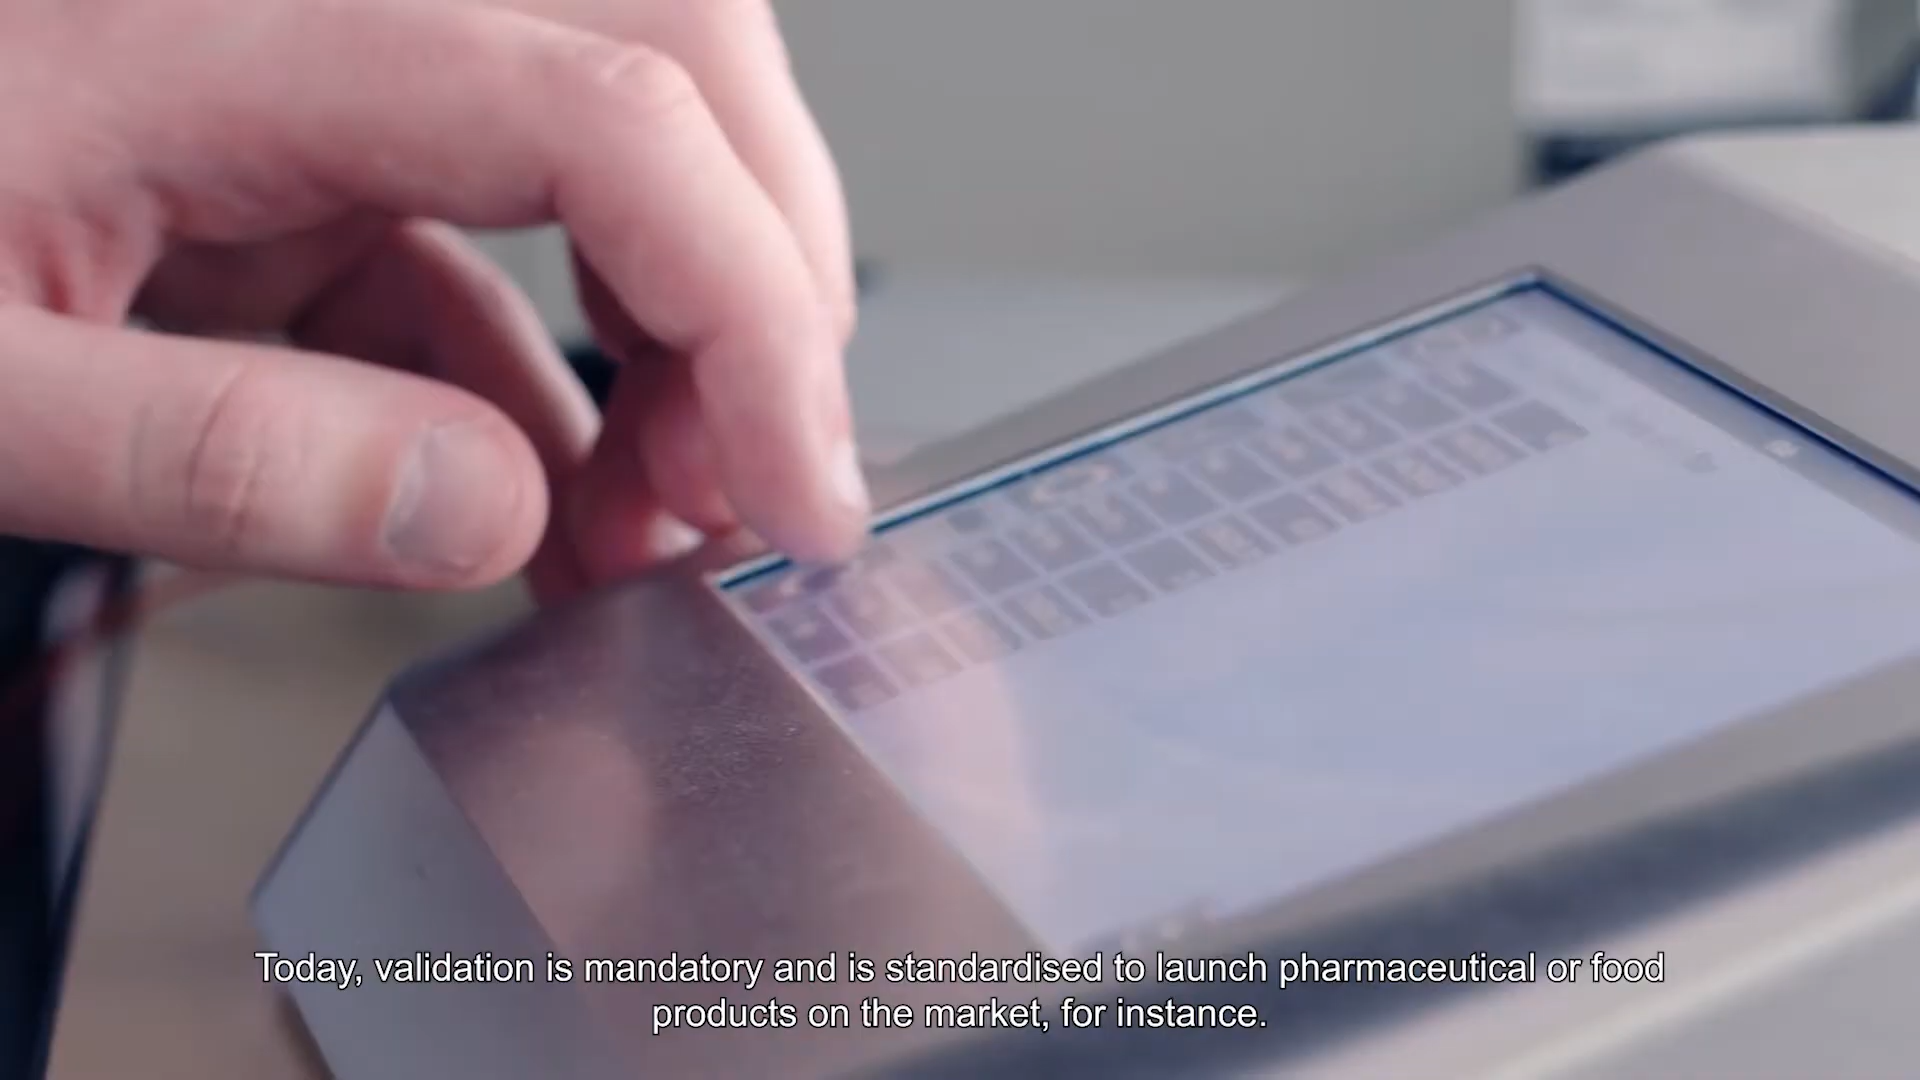 Today, validation is mandatory and is standardised to launch pharmaceutical or food
products on the market, for instance.